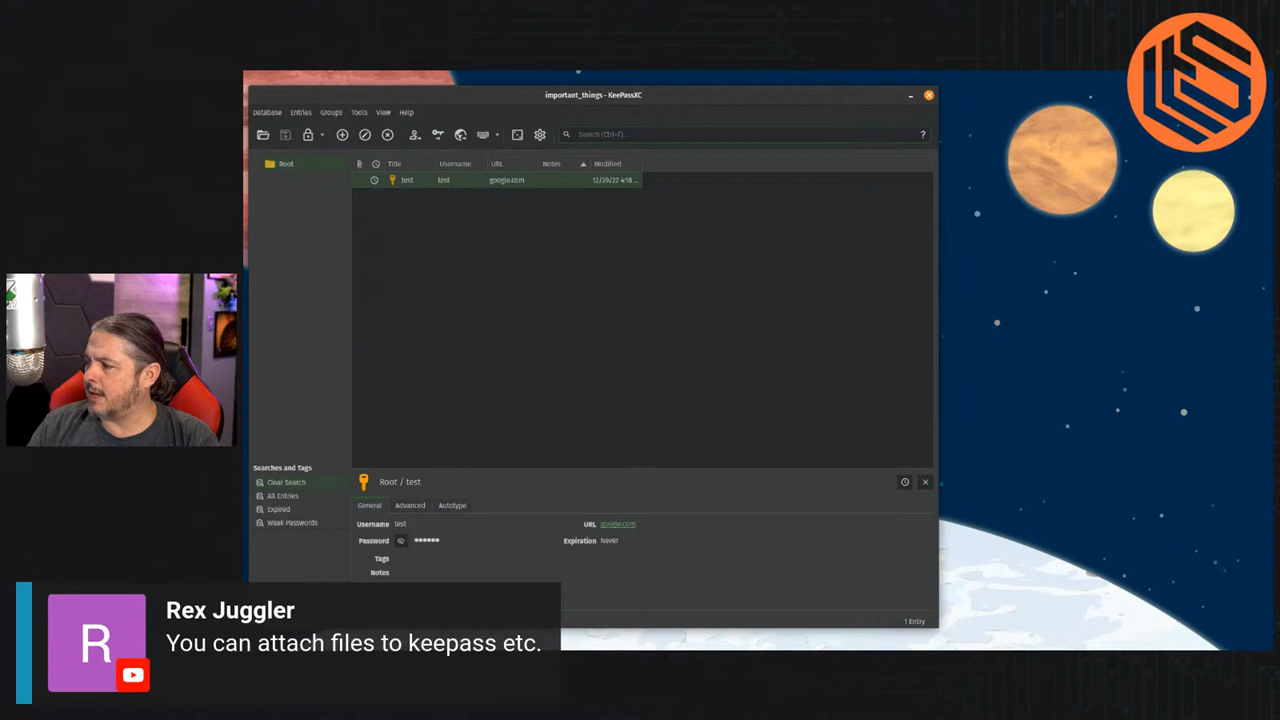 important_things - KeePassXC
Database Entries Groups Tools View Help
Search (Ctrl+F)... ?
Root
Title Username URL Notes Modified
test test google.com 12/29/22 4:18 ...
Searches and Tags
Clear Search
All Entries
Expired
Weak Passwords
Root / test
General Advanced Autotype
Username test URL google.com
Password ●●●●●● Expiration Never
Tags
Notes
1 Entry
R
Rex Juggler
You can attach files to keepass etc.